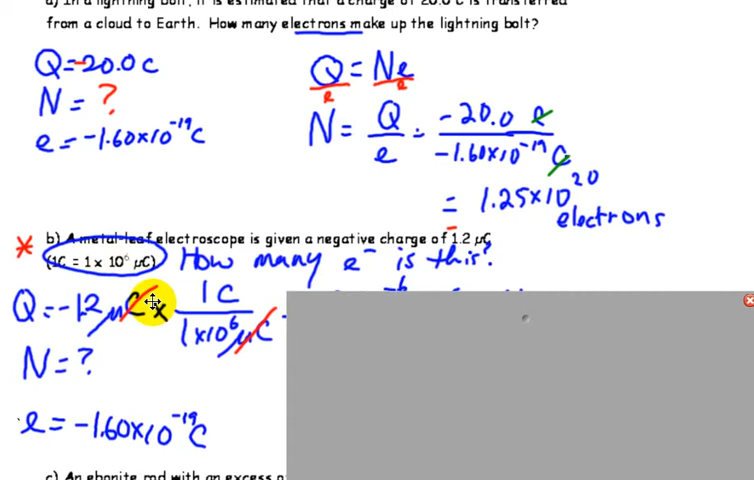 from a cloud to Earth. How many electrons make up the lightning bolt?
Q = -20.0 C
N = ?
e = -1.60×10⁻¹⁹ C
Q = Ne
e e
N = Q/e = -20.0 C / -1.60×10⁻¹⁹ C
= 1.25×10²⁰
electrons
* b) A metal-leaf electroscope is given a negative charge of 1.2 µC
(1C = 1 x 10⁶ µC) How many e⁻ is this?
Q = -1.2 µC × 1 C / 1×10⁶ µC
N = ?
e = -1.60×10⁻¹⁹ C
c) An ebonite rod with an excess